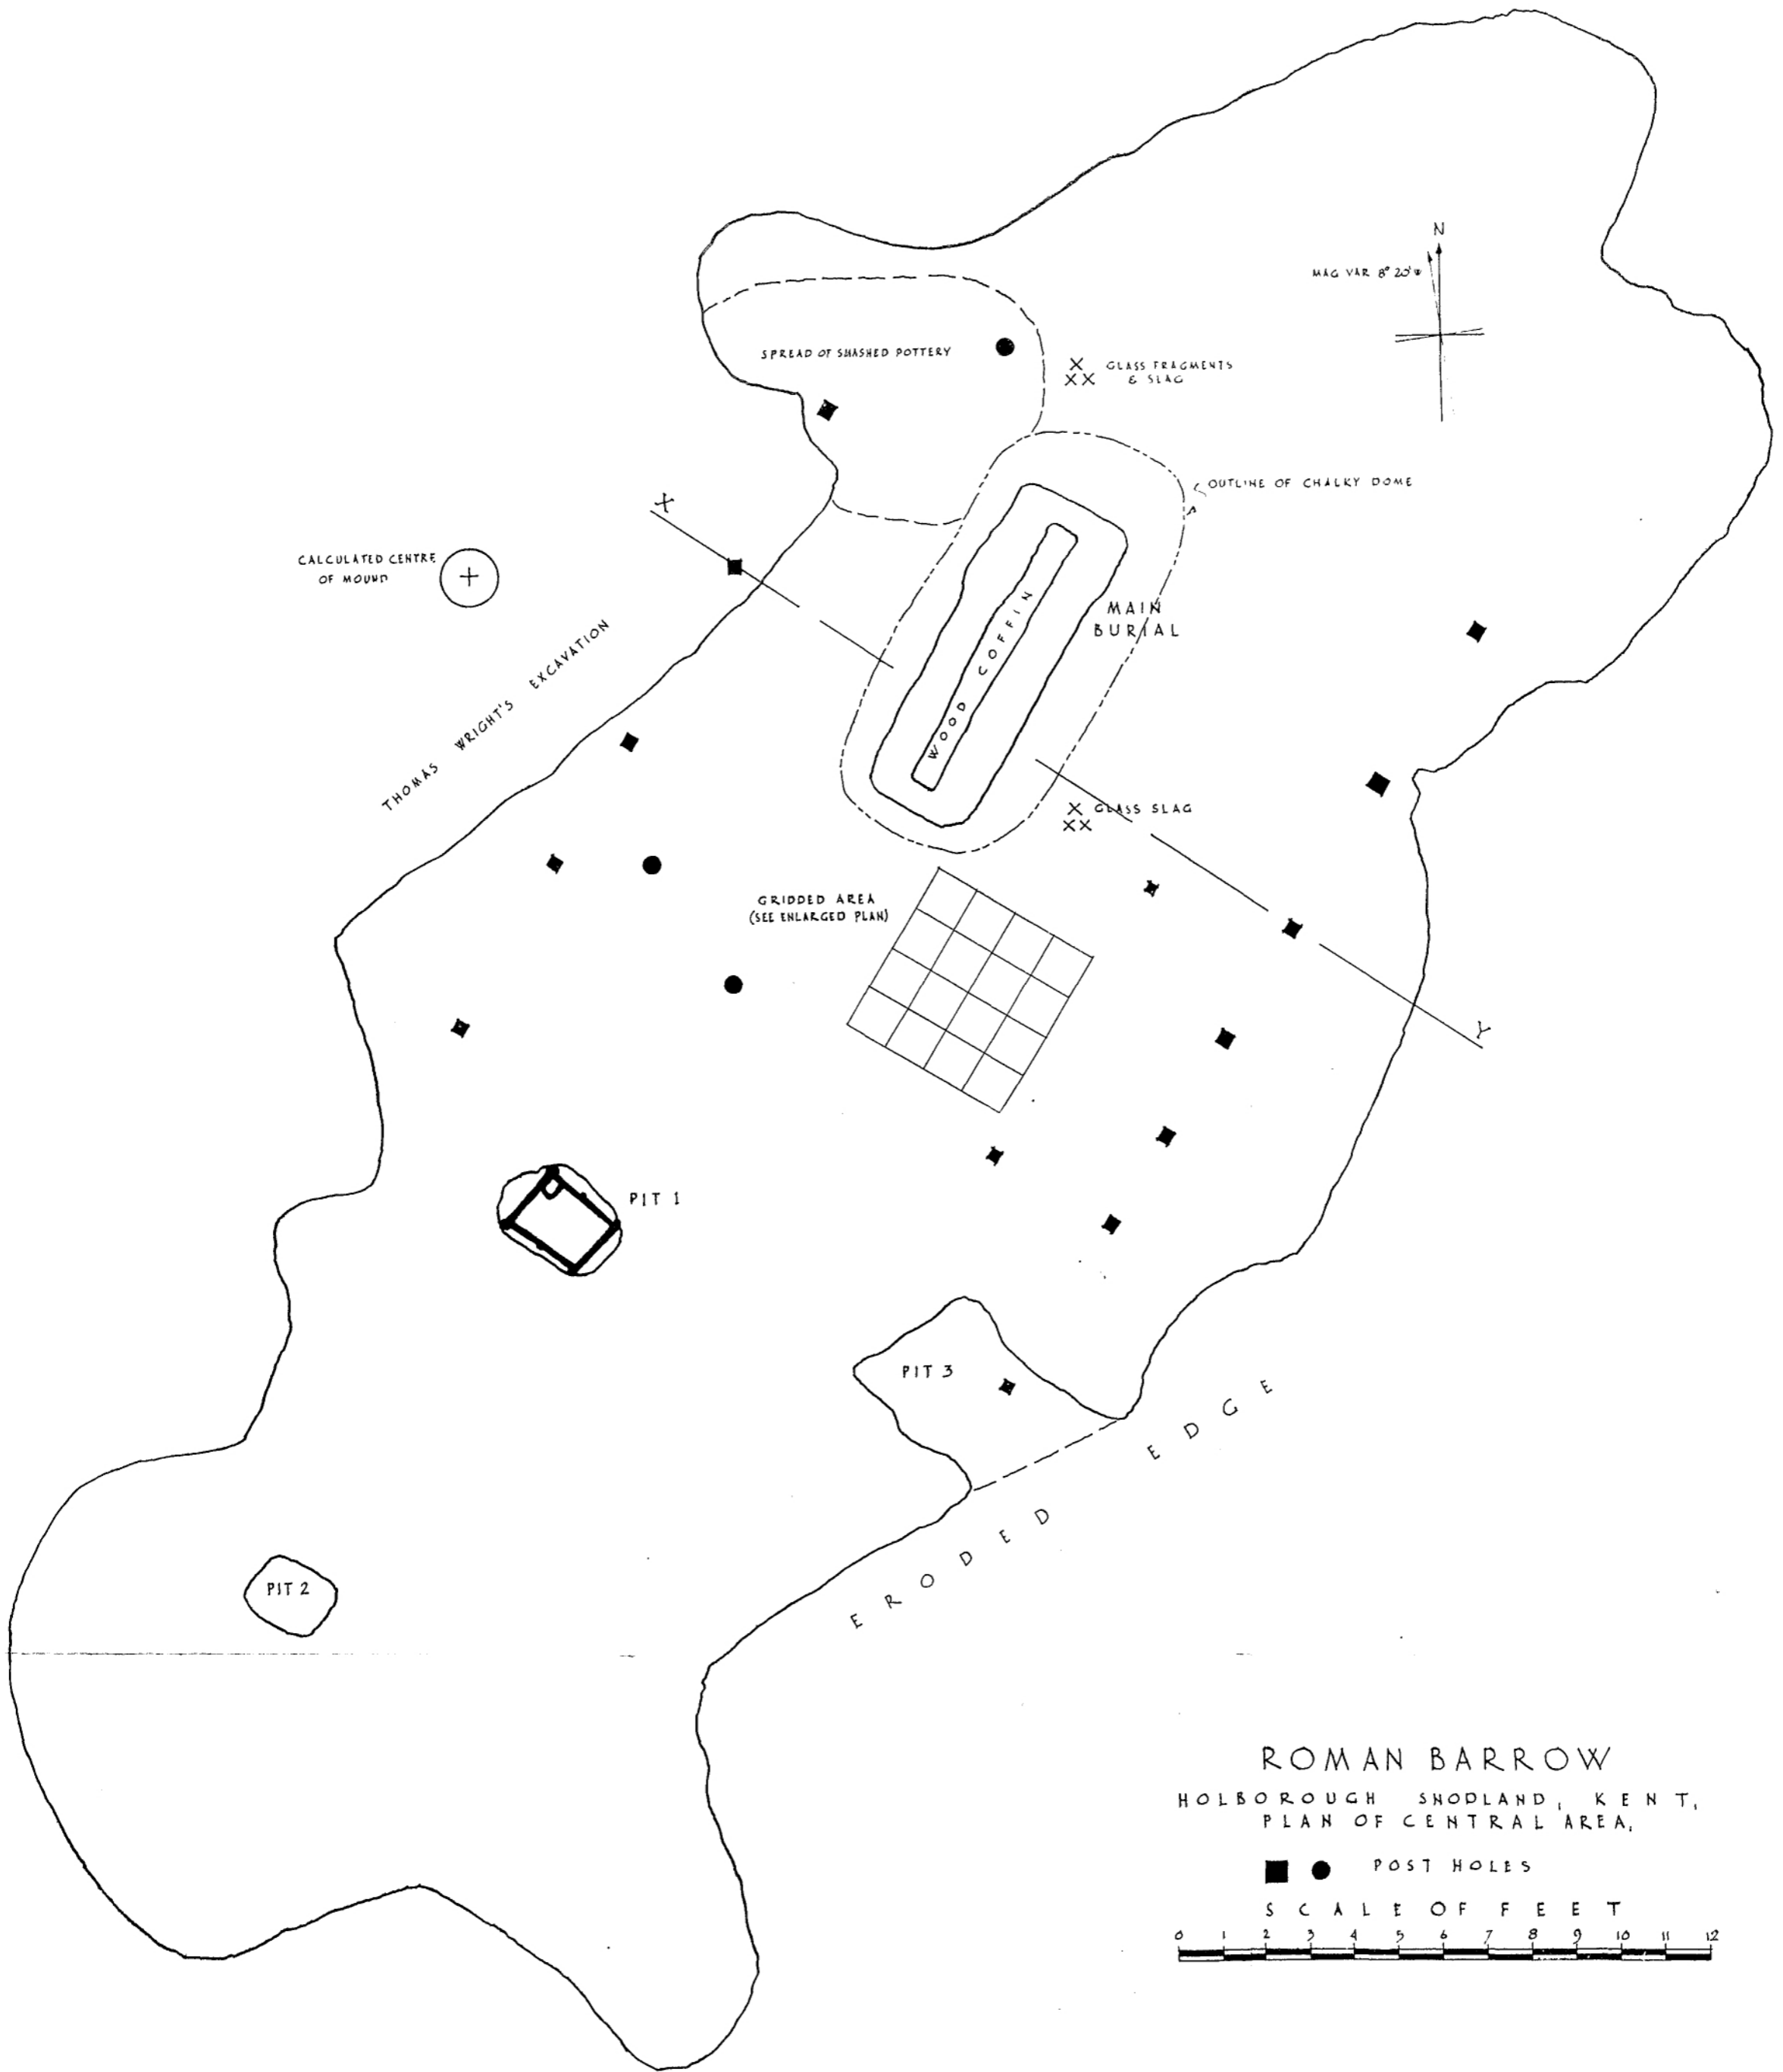 N
MAG VAR 8° 20' W
SPREAD OF SMASHED POTTERY
X GLASS FRAGMENTS
XX & SLAG
OUTLINE OF CHALKY DOME
X
CALCULATED CENTRE
OF MOUND
MAIN
BURIAL
WOOD COFFIN
THOMAS WRIGHT'S EXCAVATION
X GLASS SLAG
XX
GRIDDED AREA
(SEE ENLARGED PLAN)
Y
PIT 1
PIT 3
ERODED EDGE
PIT 2
ROMAN BARROW
HOLBOROUGH SNODLAND, KENT,
PLAN OF CENTRAL AREA,
POST HOLES
SCALE OF FEET
0 1 2 3 4 5 6 7 8 9 10 11 12